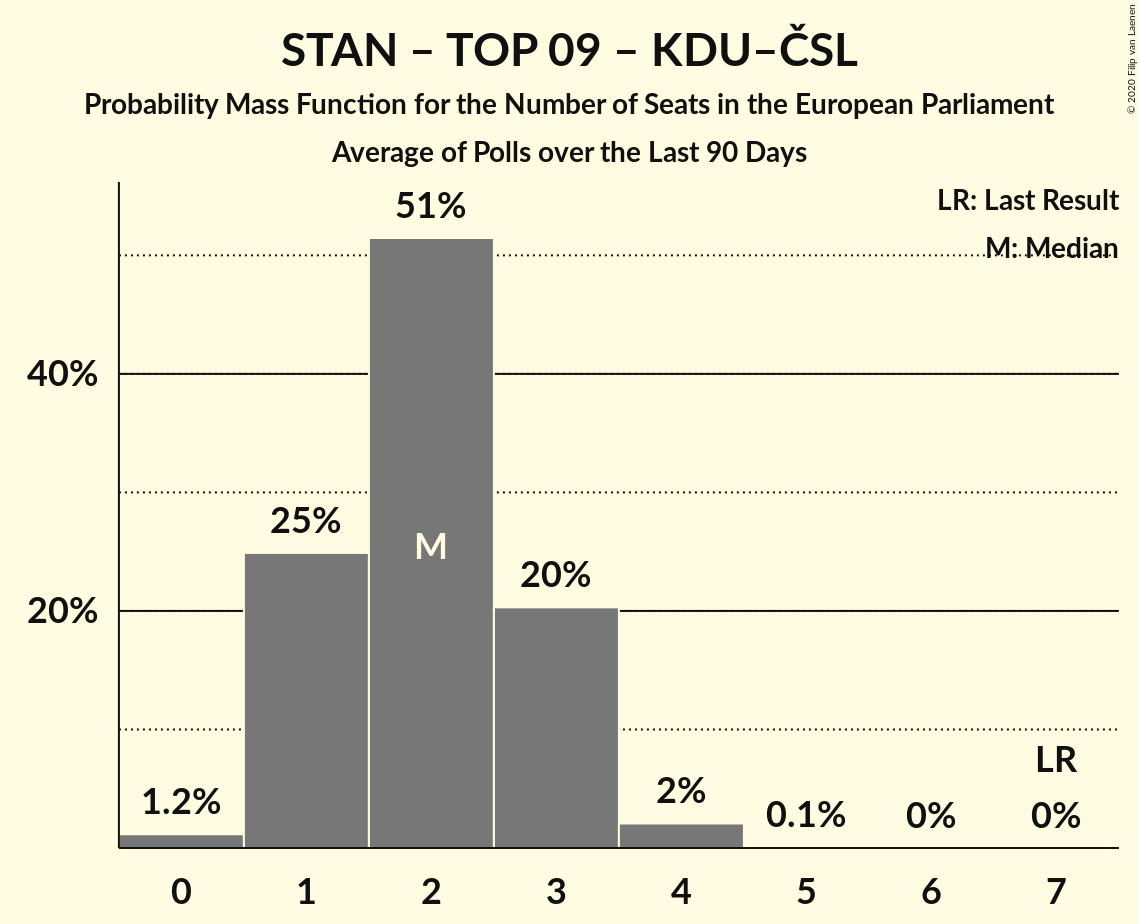 STAN – TOP 09 – KDU–ČSL
Probability Mass Function for the Number of Seats in the European Parliament
Average of Polls over the Last 90 Days
© 2020 Filip van Laenen
LR: Last Result
M: Median
51%
40%
25%
M
20%
20%
LR
1.2%
2%
0.1%
0%
0%
0 1 2 3 4 5 6 7